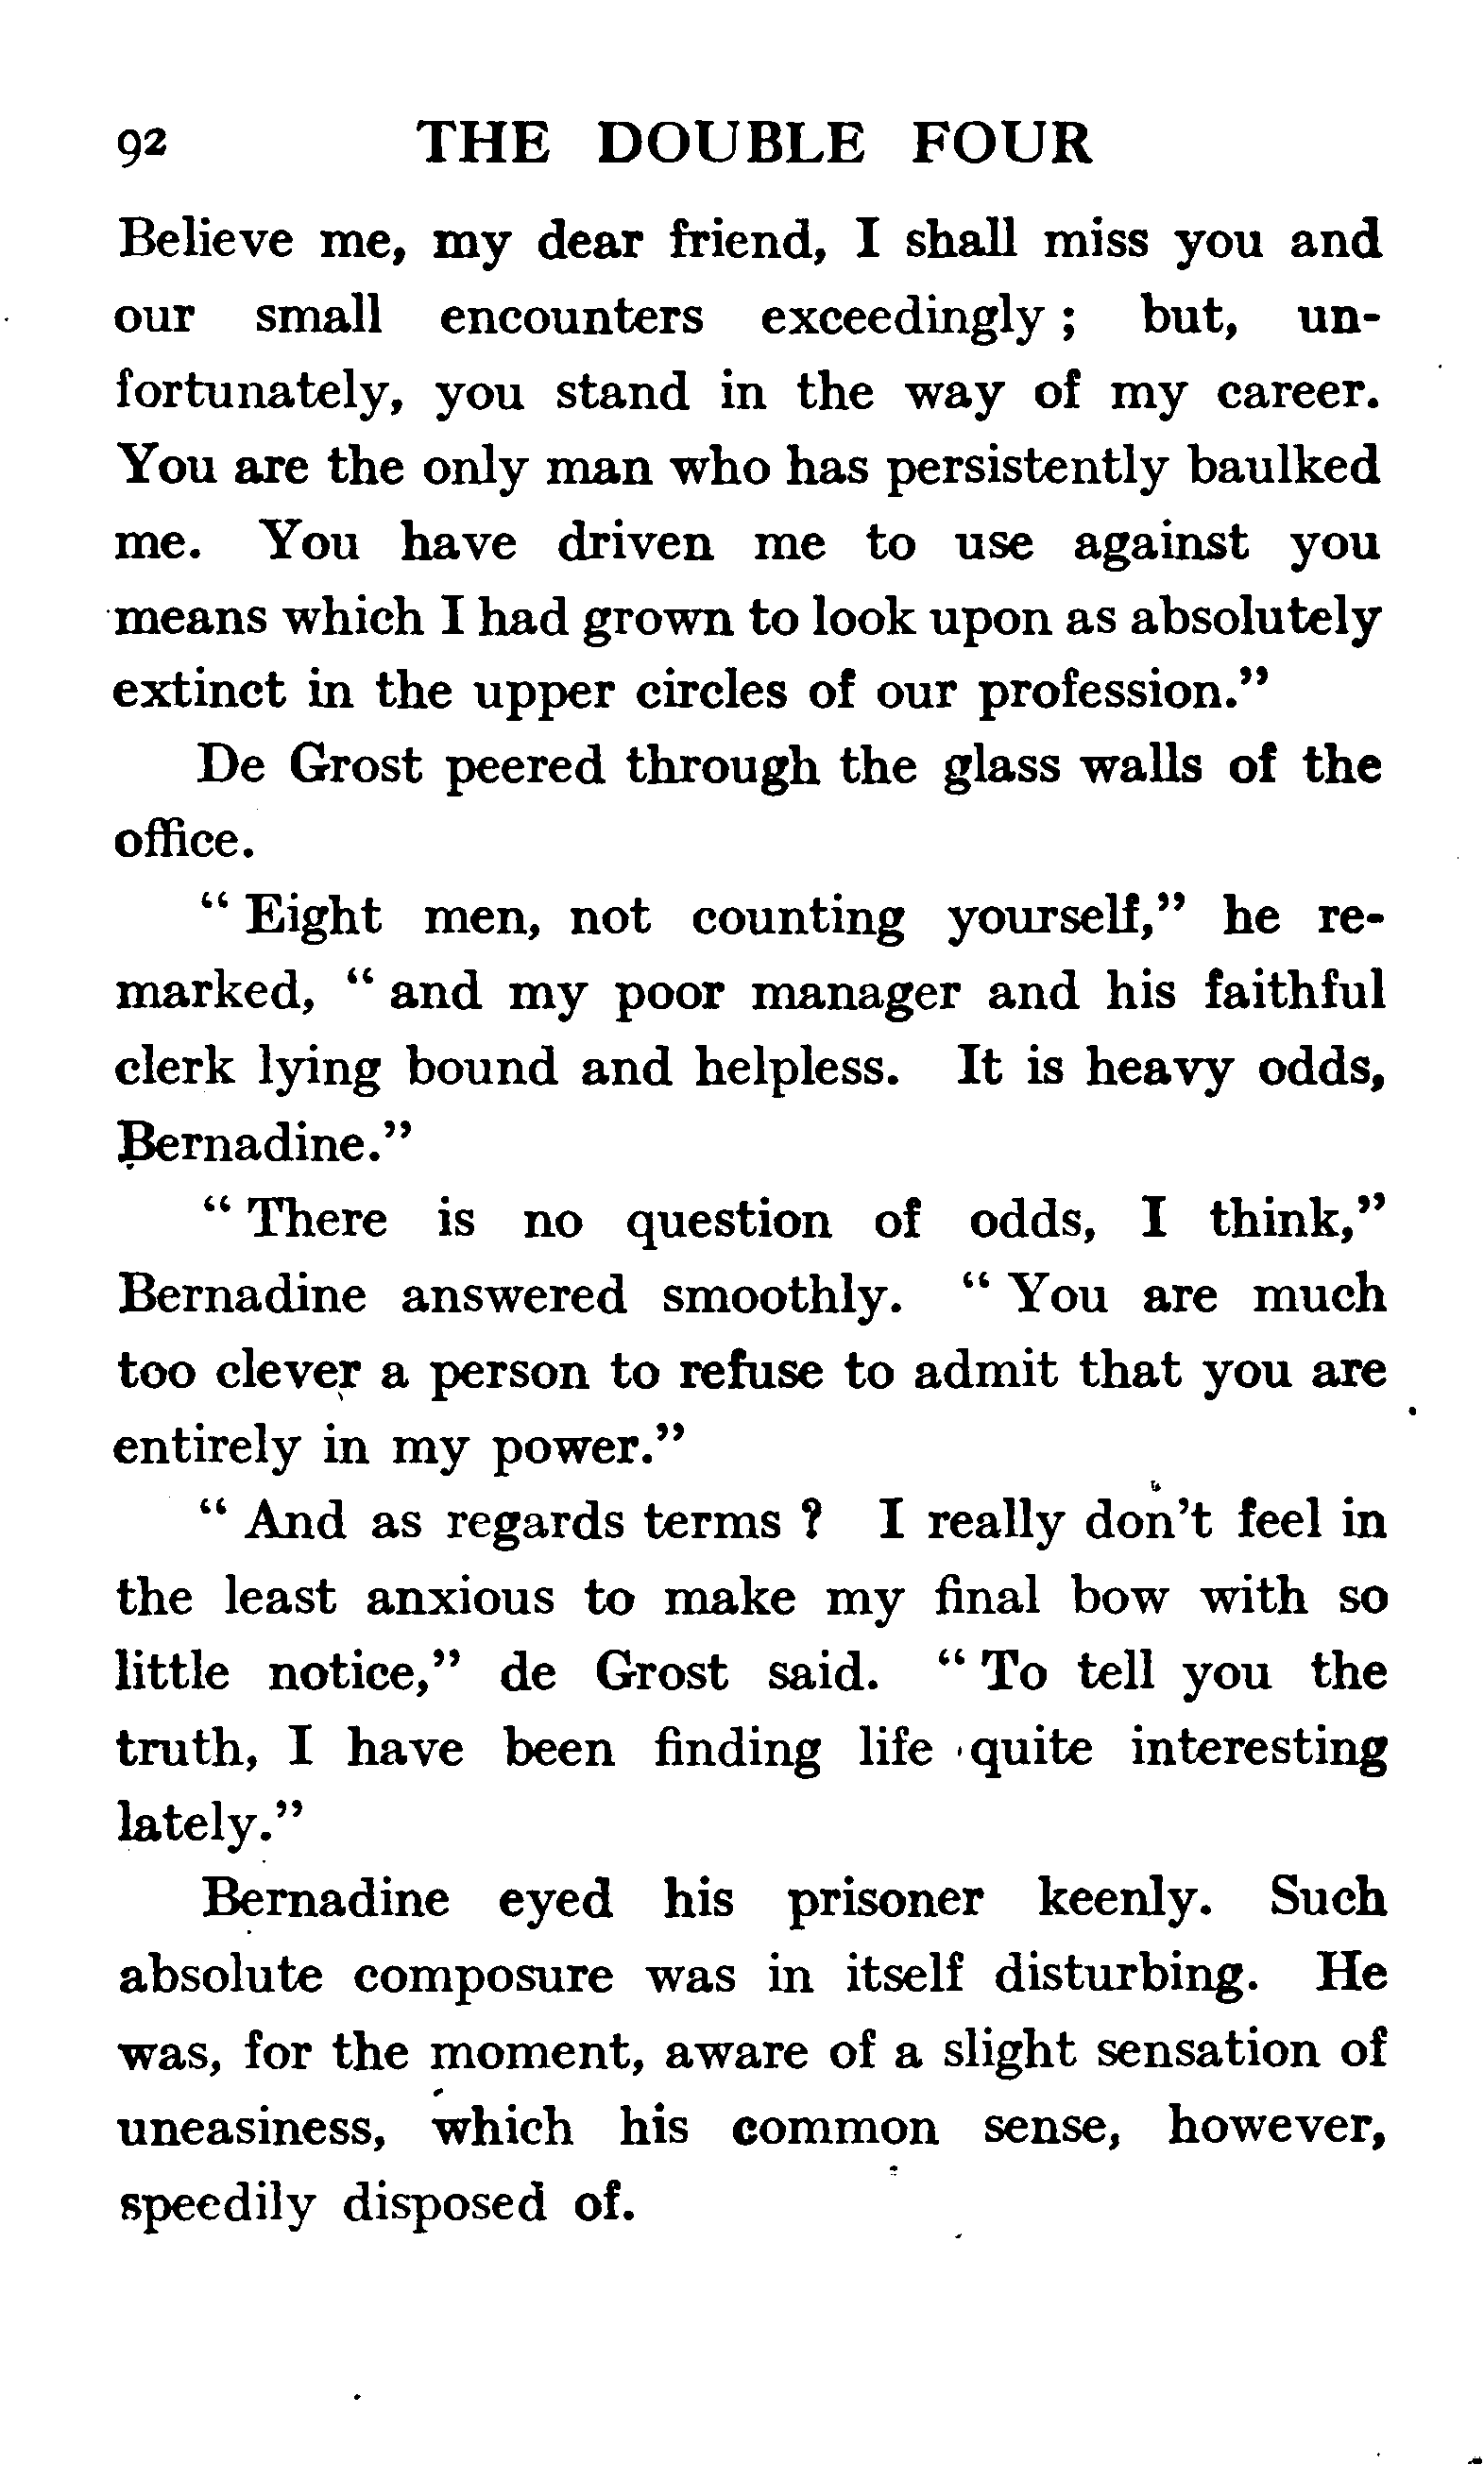 92 THE DOUBLE FOUR
Believe me, my dear friend, I shall miss you and
our small encounters exceedingly ; but, un-
fortunately, you stand in the way of my career.
You are the only man who has persistently baulked
me. You have driven me to use against you
means which I had grown to look upon as absolutely
extinct in the upper circles of our profession.”
De Grost peered through the glass walls of the
office.
“ Eight men, not counting yourself,” he re-
marked, “ and my poor manager and his faithful
clerk lying bound and helpless. It is heavy odds,
Bernadine.”
“ There is no question of odds, I think,”
Bernadine answered smoothly. “ You are much
too clever a person to refuse to admit that you are
entirely in my power.”
“ And as regards terms ? I really don't feel in
the least anxious to make my final bow with so
little notice,” de Grost said. “ To tell you the
truth, I have been finding life quite interesting
lately.”
Bernadine eyed his prisoner keenly. Such
absolute composure was in itself disturbing. He
was, for the moment, aware of a slight sensation of
uneasiness, which his common sense, however,
speedily disposed of.